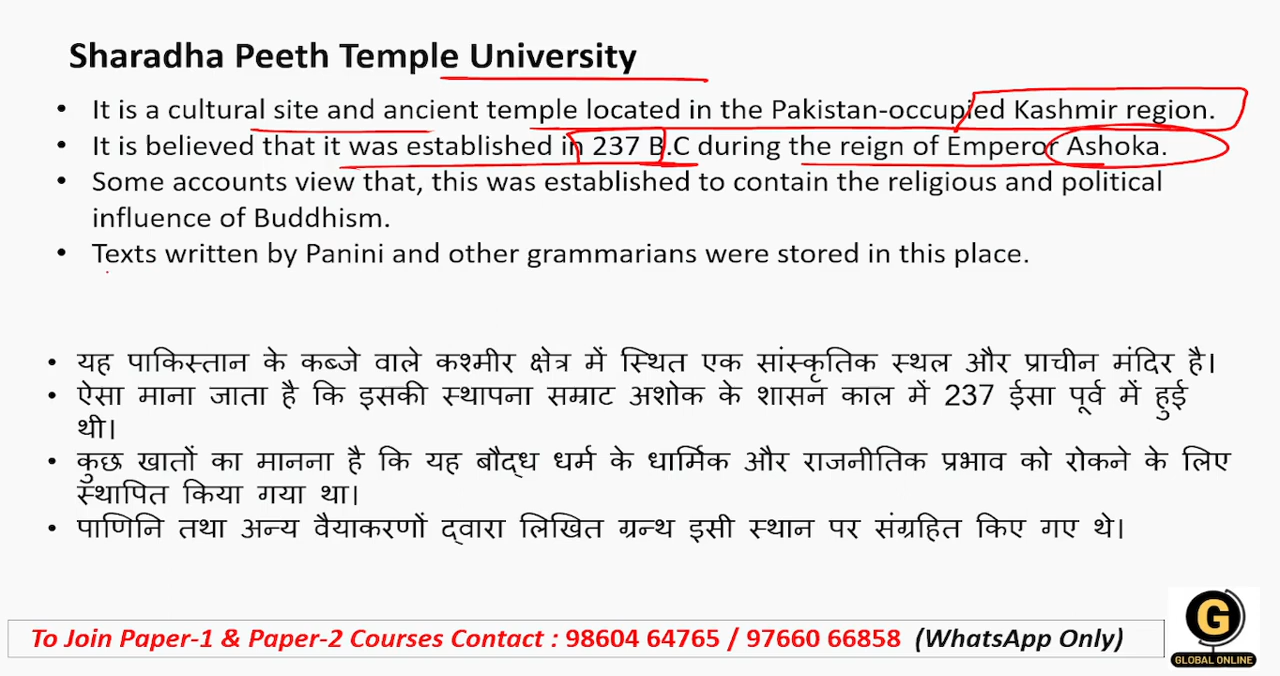 Sharadha Peeth Temple University
• It is a cultural site and ancient temple located in the Pakistan-occupied Kashmir region.
• It is believed that it was established in 237 B.C during the reign of Emperor Ashoka.
• Some accounts view that, this was established to contain the religious and political
influence of Buddhism.
• Texts written by Panini and other grammarians were stored in this place.
• यह पाकिस्तान के कब्जे वाले कश्मीर क्षेत्र में स्थित एक सांस्कृतिक स्थल और प्राचीन मंदिर है।
• ऐसा माना जाता है कि इसकी स्थापना सम्राट अशोक के शासन काल में 237 ईसा पूर्व में हुई
थी।
• कुछ खातों का मानना है कि यह बौद्ध धर्म के धार्मिक और राजनीतिक प्रभाव को रोकने के लिए
स्थापित किया गया था।
• पाणिनि तथा अन्य वैयाकरणों द्वारा लिखित ग्रन्थ इसी स्थान पर संग्रहित किए गए थे।
To Join Paper-1 & Paper-2 Courses Contact : 98604 64765 / 97660 66858 (WhatsApp Only)
G
GLOBAL ONLINE